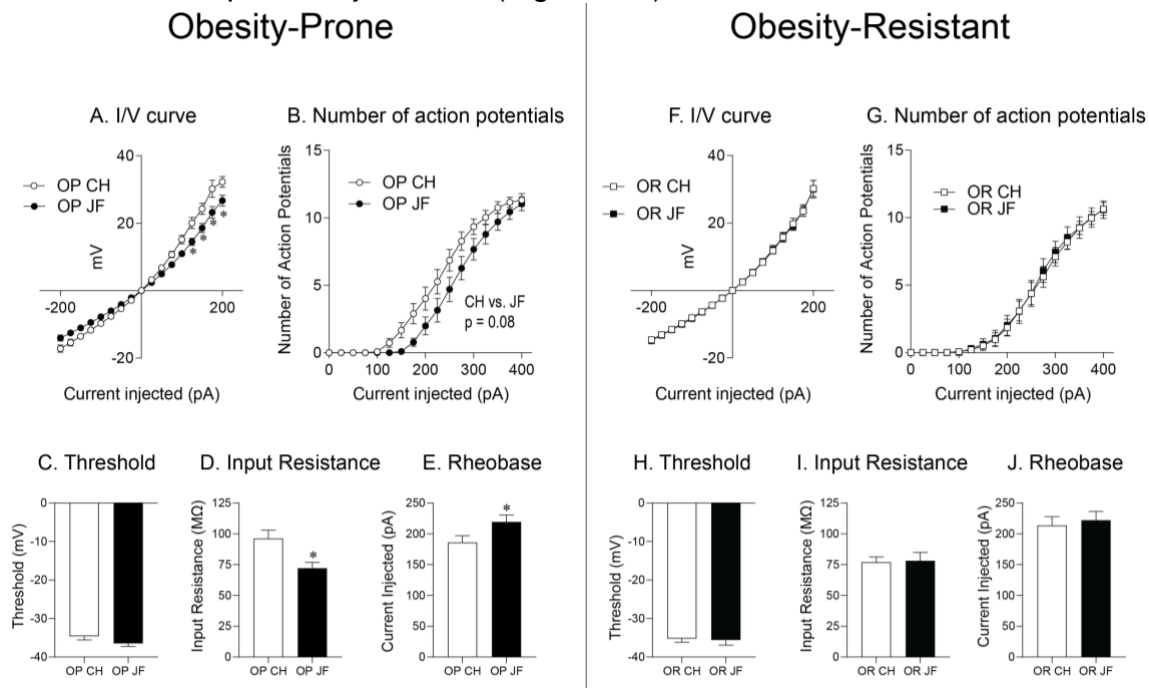 Obesity-Prone
Obesity-Resistant
A. I/V curve
B. Number of action potentials
F. I/V curve
G. Number of action potentials
40
20
-20
-200
200
mV
OP CH
OP JF
*
*
*
*
Current injected (pA)
15
10
5
0
Number of Action Potentials
OP CH
OP JF
CH vs. JF
p = 0.08
0
100
200
300
400
Current injected (pA)
40
20
-20
-200
200
mV
OR CH
OR JF
Current injected (pA)
15
10
5
0
Number of Action Potentials
OR CH
OR JF
0
100
200
300
400
Current injected (pA)
C. Threshold
D. Input Resistance
E. Rheobase
H. Threshold
I. Input Resistance
J. Rheobase
0
-10
-20
-30
-40
Threshold (mV)
OP CH
OP JF
125
100
75
50
25
0
Input Resistance (MΩ)
*
OP CH
OP JF
250
200
150
100
50
0
Current Injected (pA)
*
OP CH
OP JF
0
-10
-20
-30
-40
Threshold (mV)
OR CH
OR JF
125
100
75
50
25
0
Input Resistance (MΩ)
OR CH
OR JF
250
200
150
100
50
0
Current Injected (pA)
OR CH
OR JF